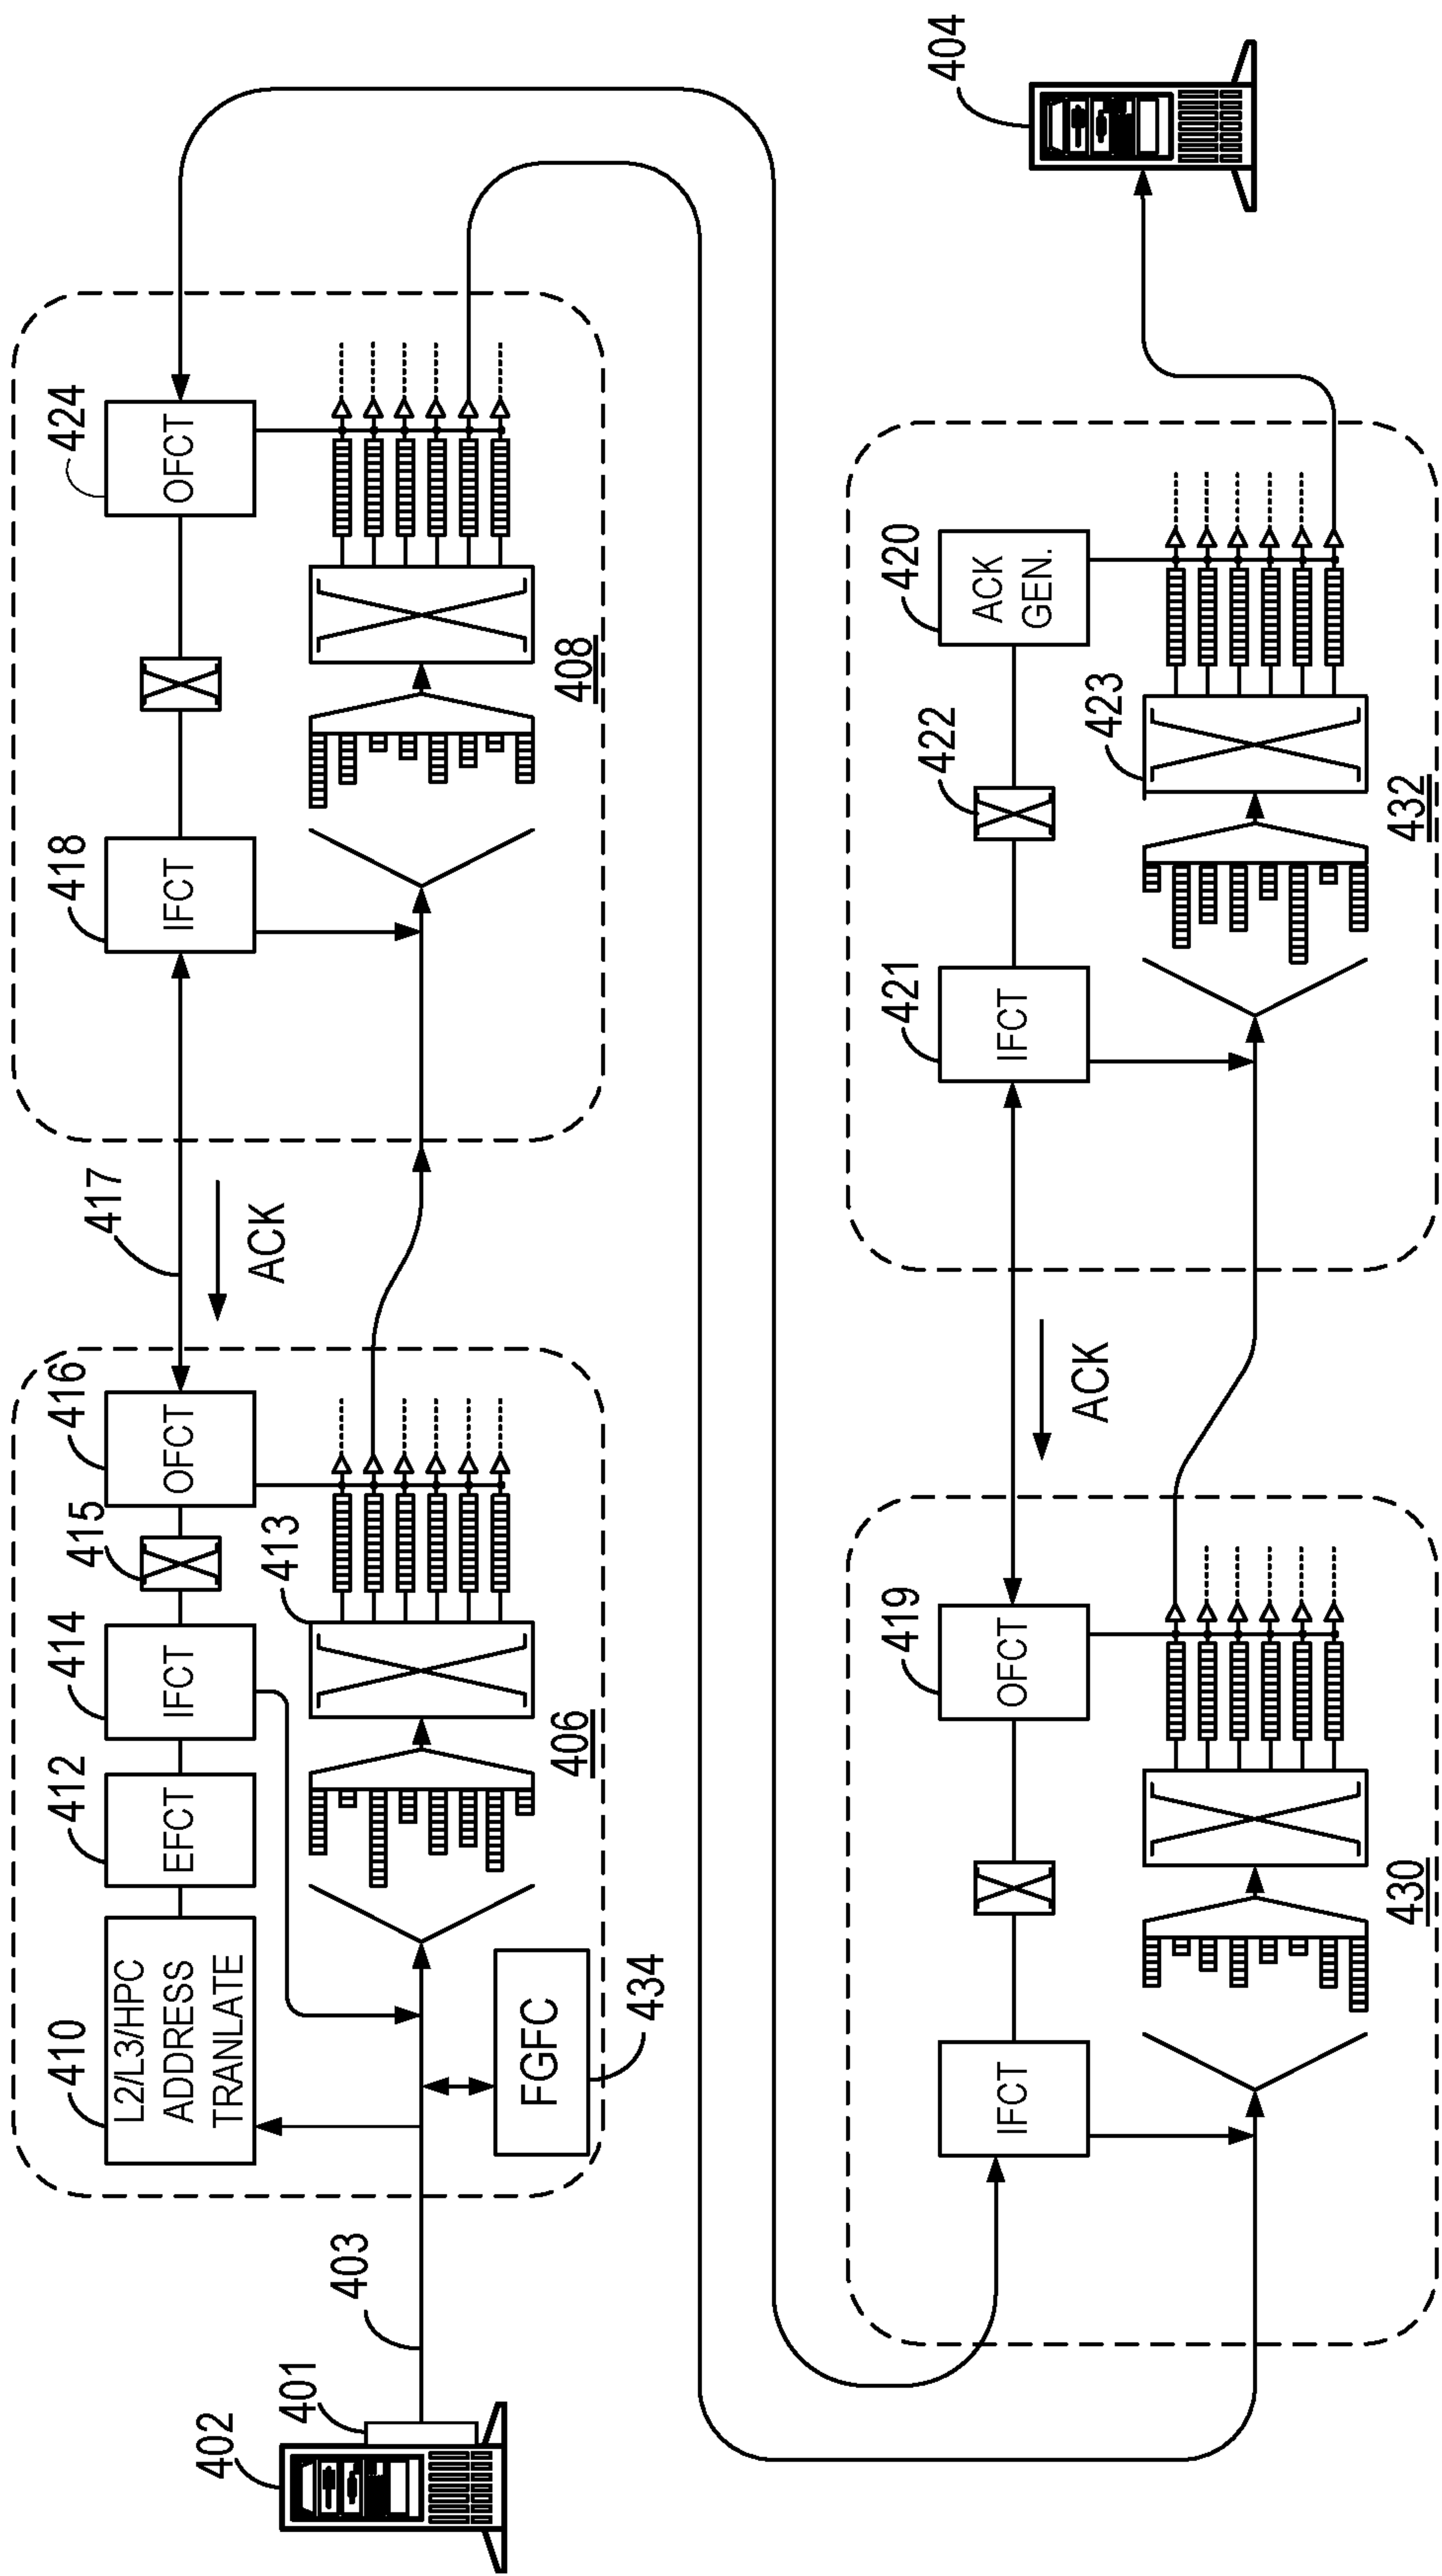 402
401
403
410
L2/L3/HPC
ADDRESS
TRANLATE
412
EFCT
414
IFCT
415
416
OFCT
413
FGFC
434
406
417
ACK
418
IFCT
424
OFCT
408
IFCT
419
OFCT
430
ACK
421
IFCT
422
420
ACK
GEN.
423
432
404